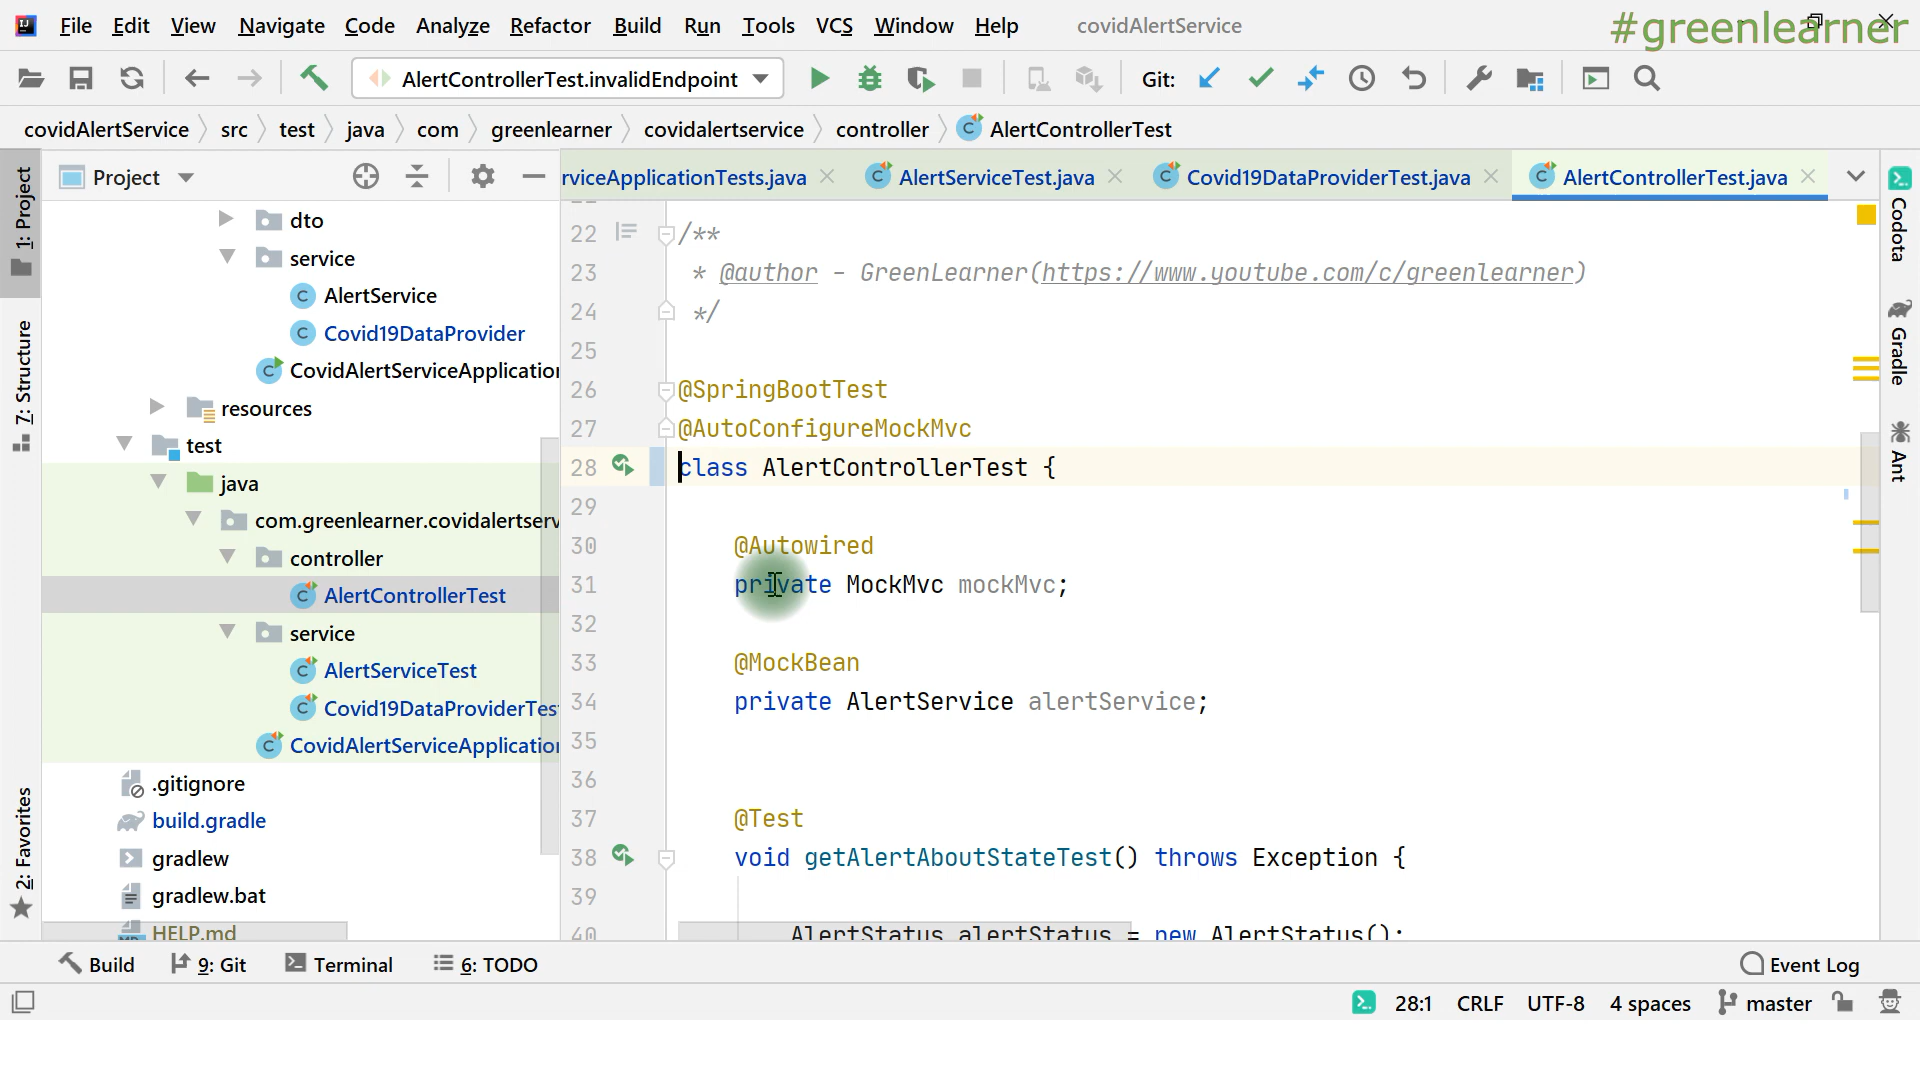 File Edit View Navigate Code Analyze Refactor Build Run Tools VCS Window Help covidAlertService #greenlearner
AlertControllerTest.invalidEndpoint Git:
covidAlertService src test java com greenlearner covidalertservice controller AlertControllerTest
1: Project
7: Structure
2: Favorites
Project
dto
service
AlertService
Covid19DataProvider
CovidAlertServiceApplication
resources
test
java
com.greenlearner.covidalertserv
controller
AlertControllerTest
service
AlertServiceTest
Covid19DataProviderTes
CovidAlertServiceApplication
.gitignore
build.gradle
gradlew
gradlew.bat
HELP.md
rviceApplicationTests.java AlertServiceTest.java Covid19DataProviderTest.java AlertControllerTest.java
22 /**
23 * @author - GreenLearner(https://www.youtube.com/c/greenlearner)
24 */
25
26 @SpringBootTest
27 @AutoConfigureMockMvc
28 class AlertControllerTest {
29
30 @Autowired
31 private MockMvc mockMvc;
32
33 @MockBean
34 private AlertService alertService;
35
36
37 @Test
38 void getAlertAboutStateTest() throws Exception {
39
40 AlertStatus alertStatus = new AlertStatus();
Codota
Gradle
Ant
Build 9: Git Terminal 6: TODO Event Log
28:1 CRLF UTF-8 4 spaces master